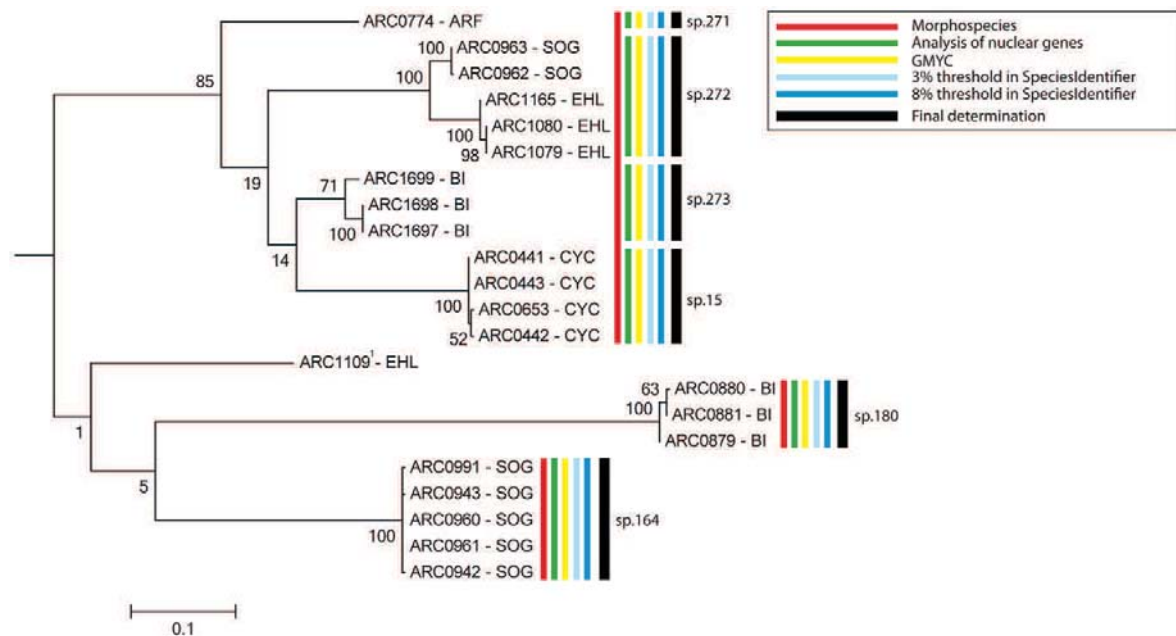 ARC0774 - ARF
sp.271
85
100
ARC0963 - SOG
ARC0962 - SOG
100
sp.272
ARC1165 - EHL
100
ARC1080 - EHL
98
ARC1079 - EHL
19
71
ARC1699 - BI
ARC1698 - BI
sp.273
100
ARC1697 - BI
14
ARC0441 - CYC
ARC0443 - CYC
sp.15
100
ARC0653 - CYC
52
ARC0442 - CYC
ARC1109¹ - EHL
1
63
ARC0880 - BI
100
ARC0881 - BI
sp.180
ARC0879 - BI
5
ARC0991 - SOG
ARC0943 - SOG
ARC0960 - SOG
sp.164
100
ARC0961 - SOG
ARC0942 - SOG
0.1
Morphospecies
Analysis of nuclear genes
GMYC
3% threshold in SpeciesIdentifier
8% threshold in SpeciesIdentifier
Final determination